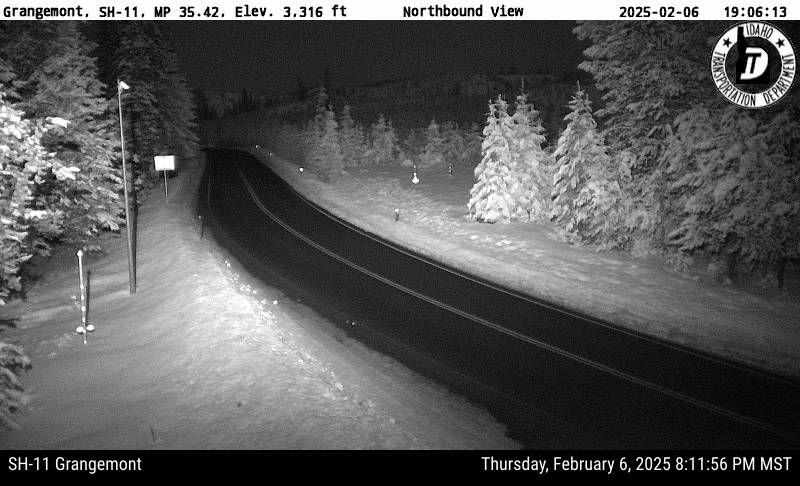 Grangemont, SH-11, MP 35.42, Elev. 3,316 ft Northbound View 2025-02-06 19:06:13
IDAHO
TRANSPORTATION DEPARTMENT
SH-11 Grangemont Thursday, February 6, 2025 8:11:56 PM MST